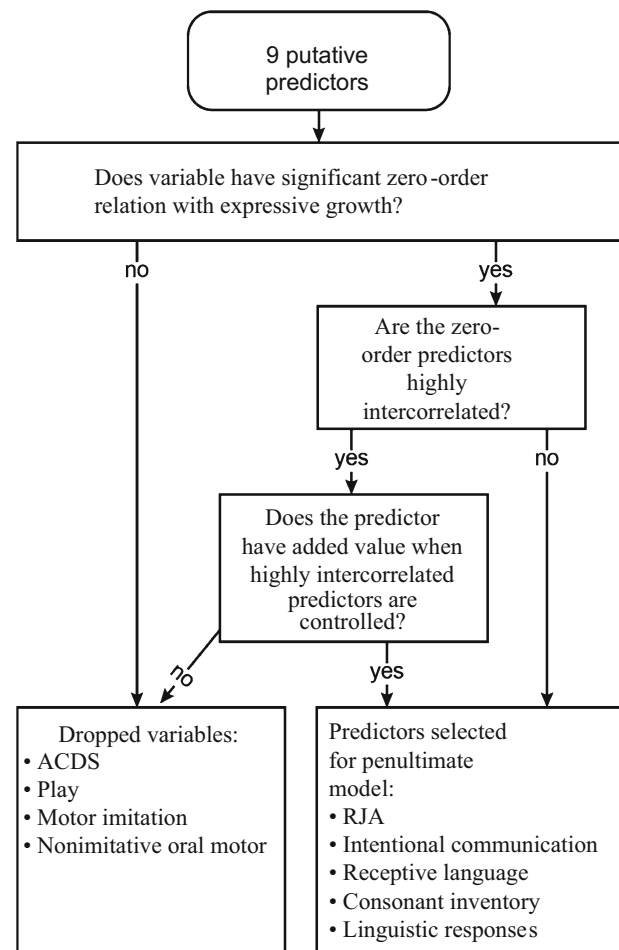 9 putative
predictors
Does variable have significant zero-order
relation with expressive growth?
no
yes
Are the zero-
order predictors
highly
intercorrelated?
yes
no
Does the predictor
have added value when
highly intercorrelated
predictors are
controlled?
no
yes
Dropped variables:
• ACDS
• Play
• Motor imitation
• Nonimitative oral motor
Predictors selected
for penultimate
model:
• RJA
• Intentional communication
• Receptive language
• Consonant inventory
• Linguistic responses